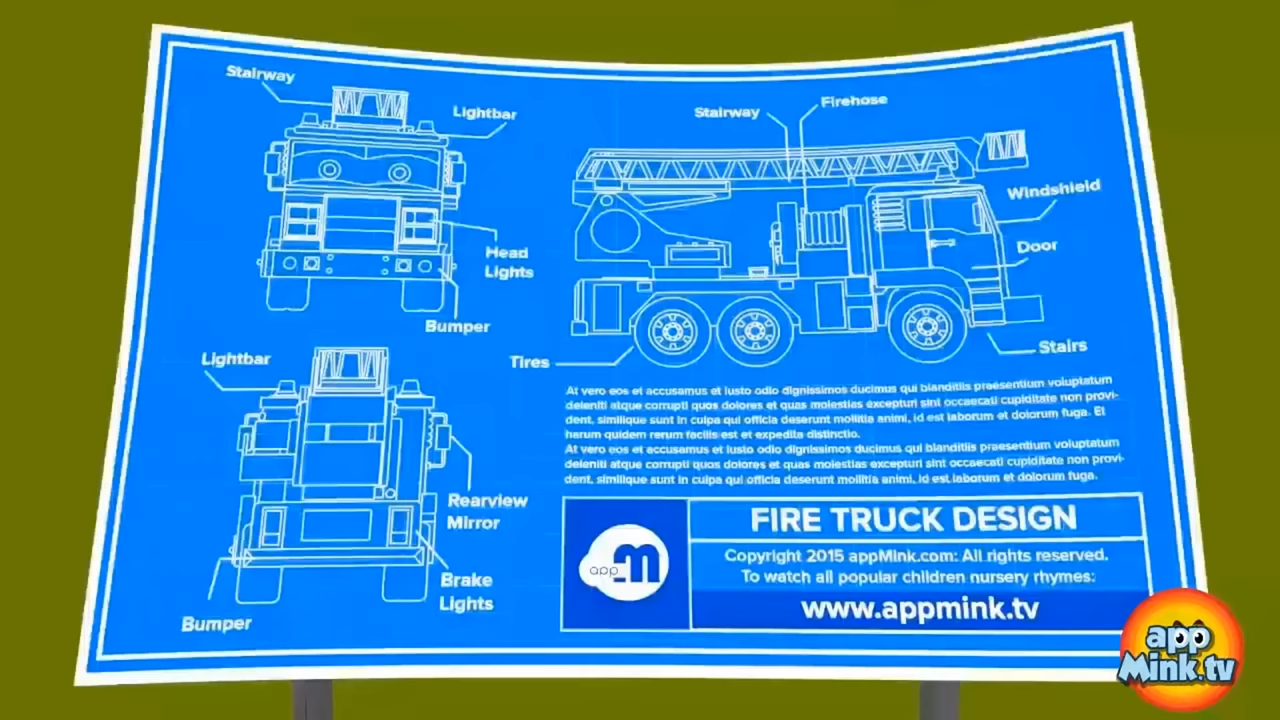 Stairway
Lightbar
Head
Lights
Bumper
Lightbar
Rearview
Mirror
Brake
Lights
Bumper
Stairway
Firehose
Windshield
Door
Stairs
Tires
At vero eos et accusamus et iusto odio dignissimos ducimus qui blanditiis praesentium voluptatum
deleniti atque corrupti quos dolores et quas molestias excepturi sint occaecati cupiditate non provi-
dent, similique sunt in culpa qui officia deserunt mollitia animi, id est laborum et dolorum fuga. Et
harum quidem rerum facilis est et expedita distinctio.
At vero eos et accusamus et iusto odio dignissimos ducimus qui blanditiis praesentium voluptatum
deleniti atque corrupti quos dolores et quas molestias excepturi sint occaecati cupiditate non provi-
dent, similique sunt in culpa qui officia deserunt mollitia animi, id est laborum et dolorum fuga.
app m
FIRE TRUCK DESIGN
Copyright 2015 appMink.com: All rights reserved.
To watch all popular children nursery rhymes:
www.appmink.tv
app
Mink.tv